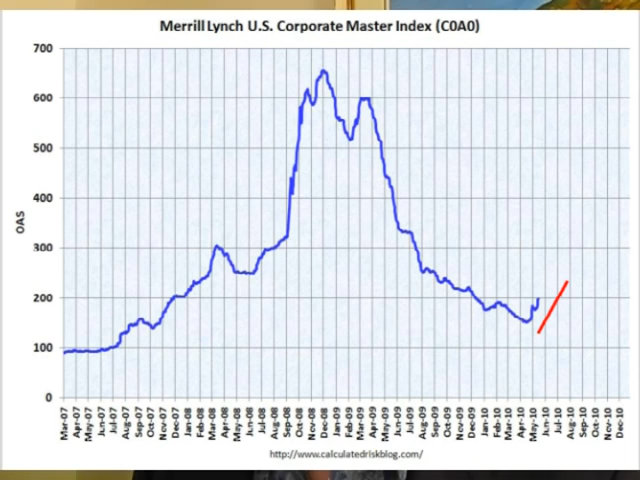 Merrill Lynch U.S. Corporate Master Index (C0A0)
700
600
500
400
300
200
100
0
OAS
Mar-07
Apr-07
May-07
Jun-07
Jul-07
Aug-07
Sep-07
Oct-07
Nov-07
Dec-07
Jan-08
Feb-08
Mar-08
Apr-08
May-08
Jun-08
Jul-08
Aug-08
Sep-08
Oct-08
Nov-08
Dec-08
Jan-09
Feb-09
Mar-09
Apr-09
May-09
Jun-09
Jul-09
Aug-09
Sep-09
Oct-09
Nov-09
Dec-09
Jan-10
Feb-10
Mar-10
Apr-10
May-10
Jun-10
Jul-10
Aug-10
Sep-10
Oct-10
Nov-10
Dec-10
http://www.calculatedriskblog.com/